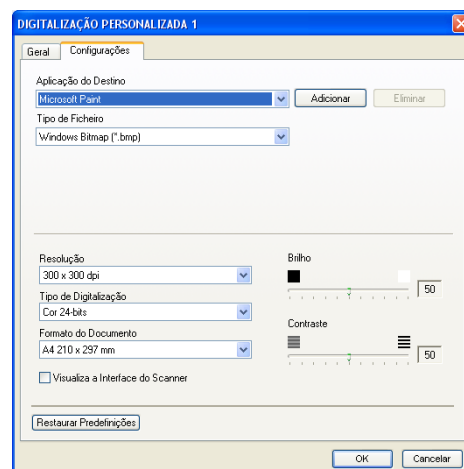 DIGITALIZAÇÃO PERSONALIZADA 1
Geral Configurações
Aplicação do Destino
Microsoft Paint Adicionar Eliminar
Tipo de Ficheiro
Windows Bitmap (*.bmp)
Resolução Brilho
300 x 300 dpi 50
Tipo de Digitalização
Cor 24-bits
Formato do Documento Contraste
A4 210 x 297 mm 50
Visualiza a Interface do Scanner
Restaurar Predefinições
OK Cancelar